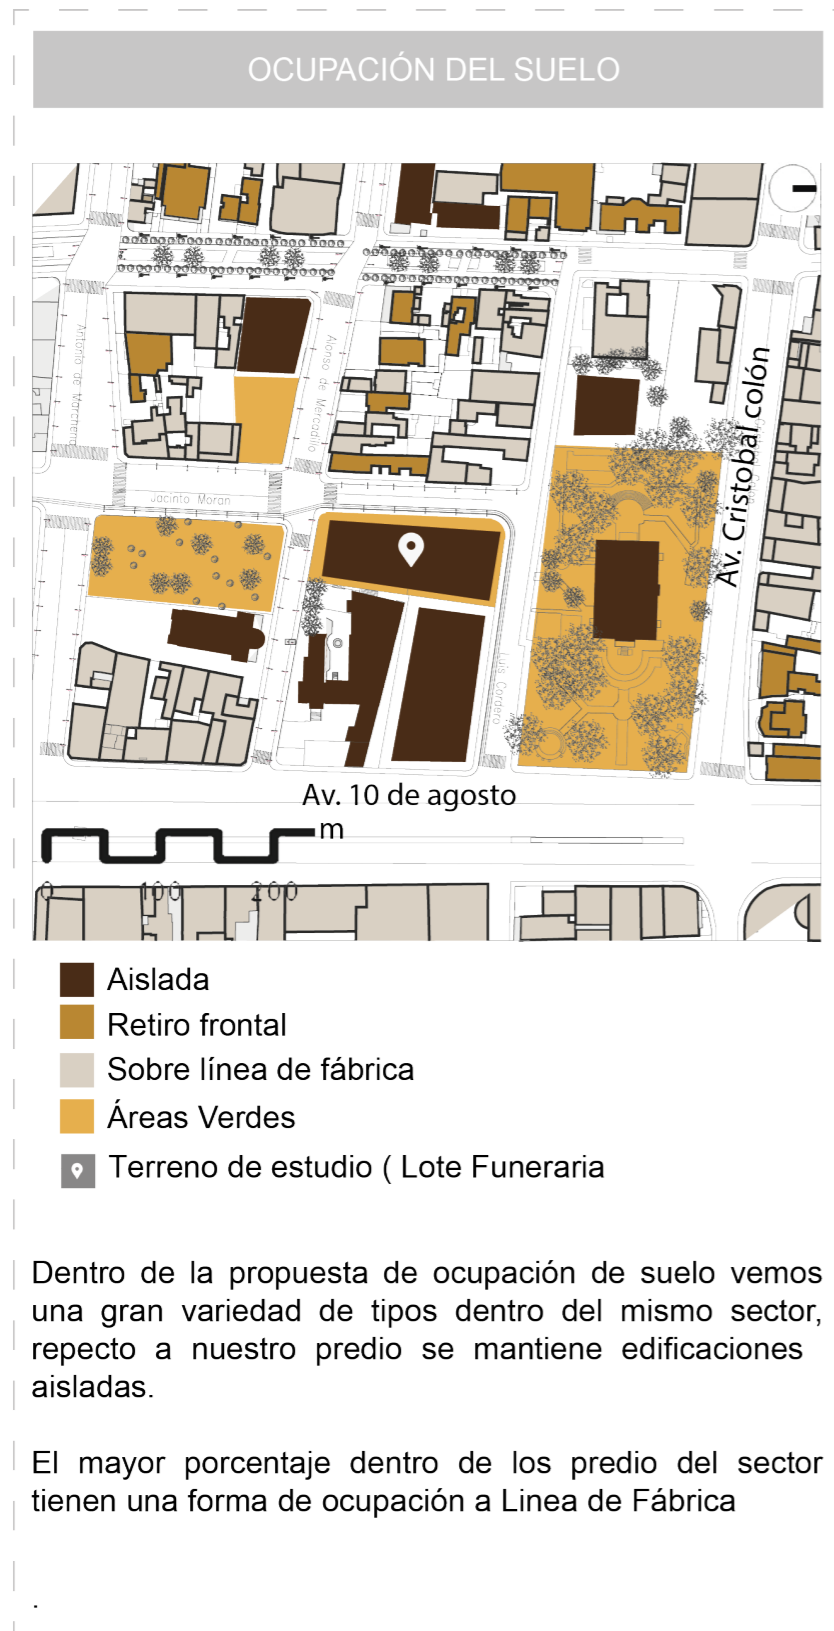 OCUPACIÓN DEL SUELO
Antonio de Marchena
Alonso de Mercadillo
Av. Cristobal colón
Jacinto Moran
Luis Cordero
Av. 10 de agosto
m
0 100 200
Aislada
Retiro frontal
Sobre línea de fábrica
Áreas Verdes
Terreno de estudio ( Lote Funeraria
Dentro de la propuesta de ocupación de suelo vemos
una gran variedad de tipos dentro del mismo sector,
repecto a nuestro predio se mantiene edificaciones
aisladas.
El mayor porcentaje dentro de los predio del sector
tienen una forma de ocupación a Linea de Fábrica
.